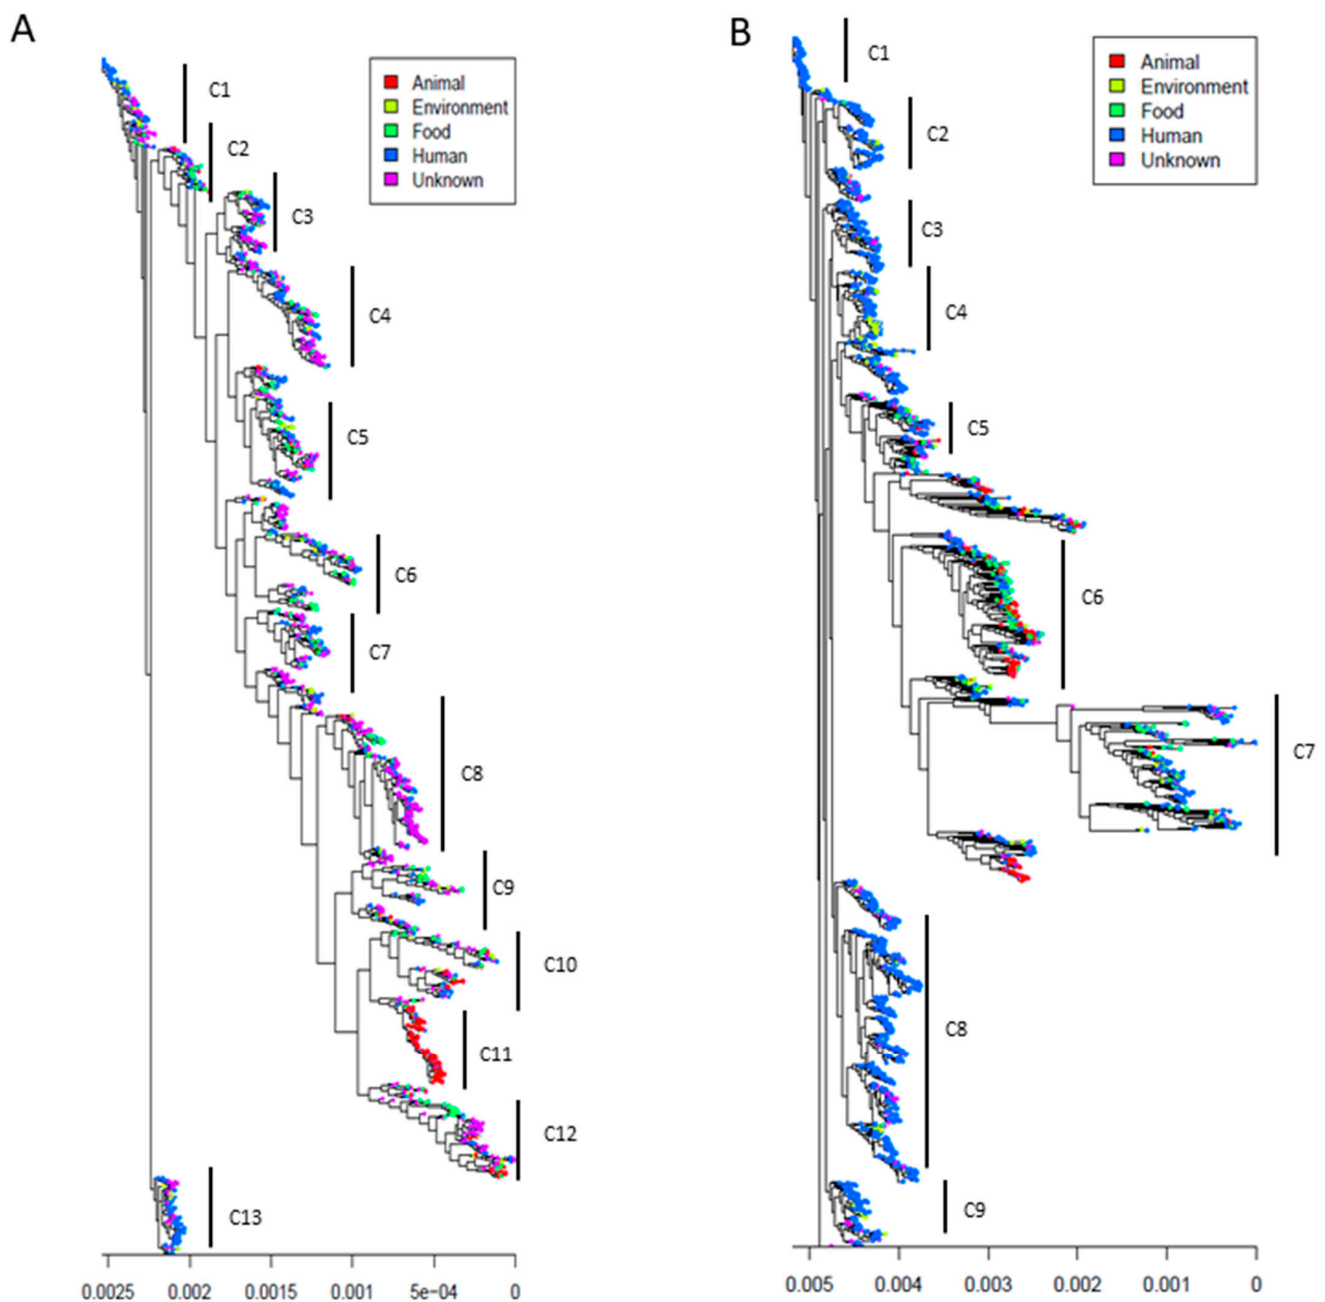 A
Animal
Environment
Food
Human
Unknown
C1
C2
C3
C4
C5
C6
C7
C8
C9
C10
C11
C12
C13
0.0025 0.002 0.0015 0.001 5e−04 0
B
Animal
Environment
Food
Human
Unknown
C1
C2
C3
C4
C5
C6
C7
C8
C9
0.005 0.004 0.003 0.002 0.001 0